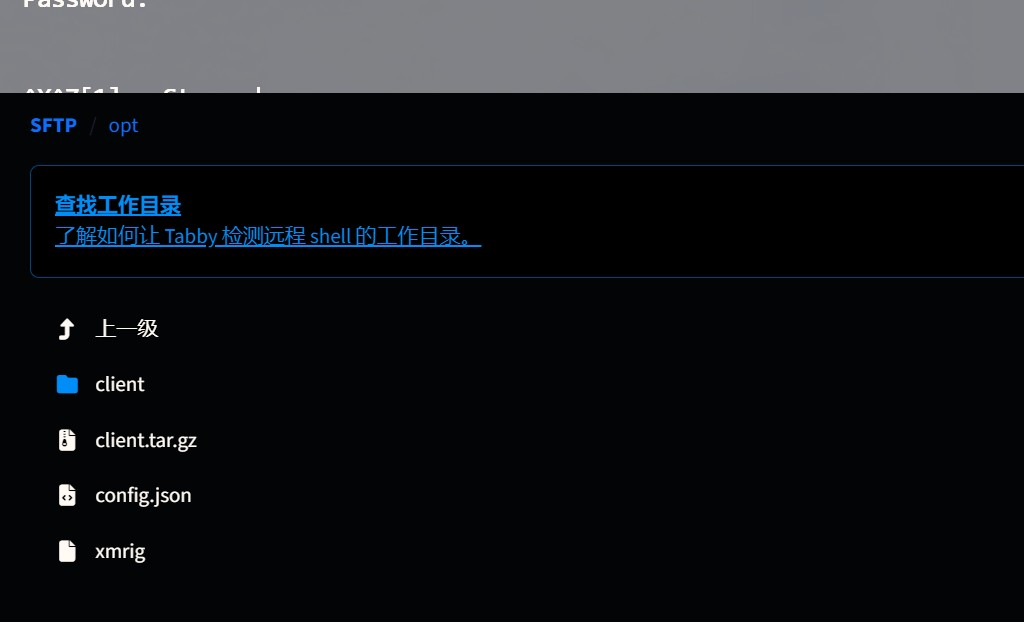 Password:
SFTP / opt
查找工作目录
了解如何让 Tabby 检测远程 shell 的工作目录。
上一级
client
client.tar.gz
config.json
xmrig